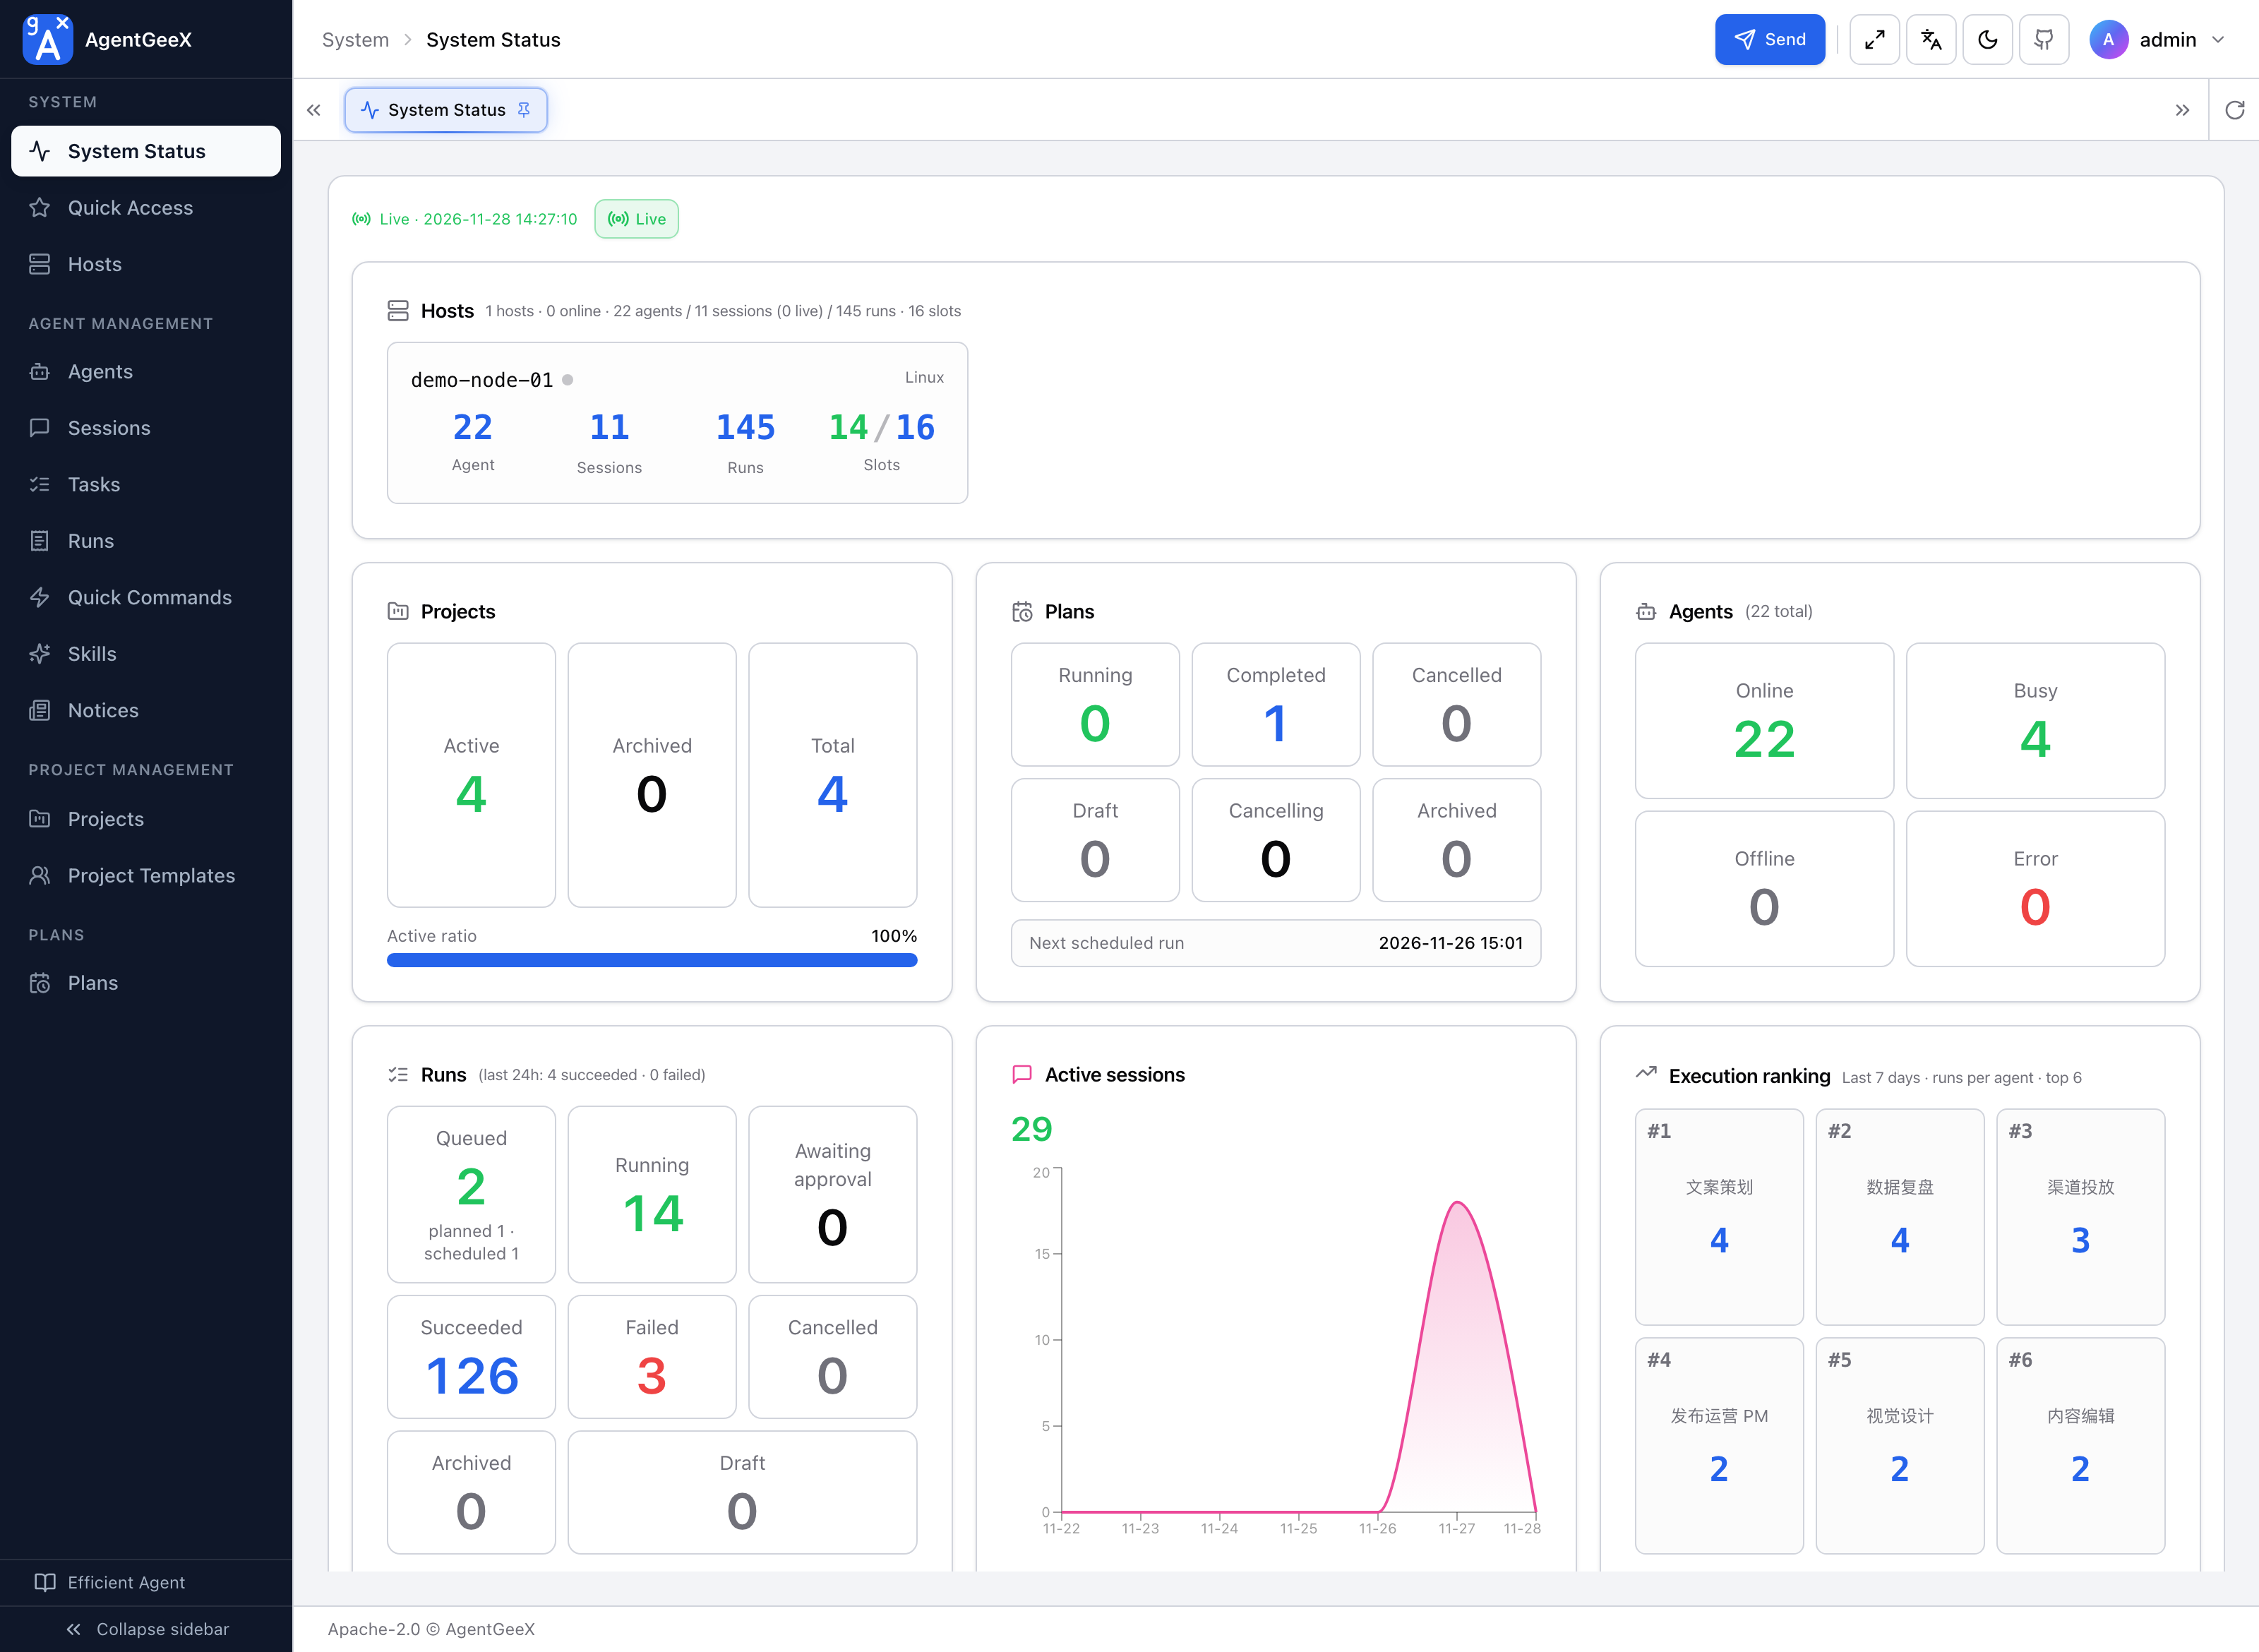 AgentGeeX
System
System Status
Send
A
admin
SYSTEM
System Status
Quick Access
Hosts
AGENT MANAGEMENT
Agents
Sessions
Tasks
Runs
Quick Commands
Skills
Notices
PROJECT MANAGEMENT
Projects
Project Templates
PLANS
Plans
Efficient Agent
Collapse sidebar
System Status
Live · 2026-11-28 14:27:10
Live
Hosts 1 hosts · 0 online · 22 agents / 11 sessions (0 live) / 145 runs · 16 slots
demo-node-01
Linux
22
11
145
14/16
Agent
Sessions
Runs
Slots
Projects
Active
4
Archived
0
Total
4
Active ratio
100%
Plans
Running
0
Completed
1
Cancelled
0
Draft
0
Cancelling
0
Archived
0
Next scheduled run
2026-11-26 15:01
Agents (22 total)
Online
22
Busy
4
Offline
0
Error
0
Runs (last 24h: 4 succeeded · 0 failed)
Queued
2
planned 1 ·
scheduled 1
Running
14
Awaiting
approval
0
Succeeded
126
Failed
3
Cancelled
0
Archived
0
Draft
0
Active sessions
29
20
15
10
5
0
11-22
11-23
11-24
11-25
11-26
11-27
11-28
Execution ranking Last 7 days · runs per agent · top 6
#1
文案策划
4
#2
数据复盘
4
#3
渠道投放
3
#4
发布运营 PM
2
#5
视觉设计
2
#6
内容编辑
2
Apache-2.0 © AgentGeeX